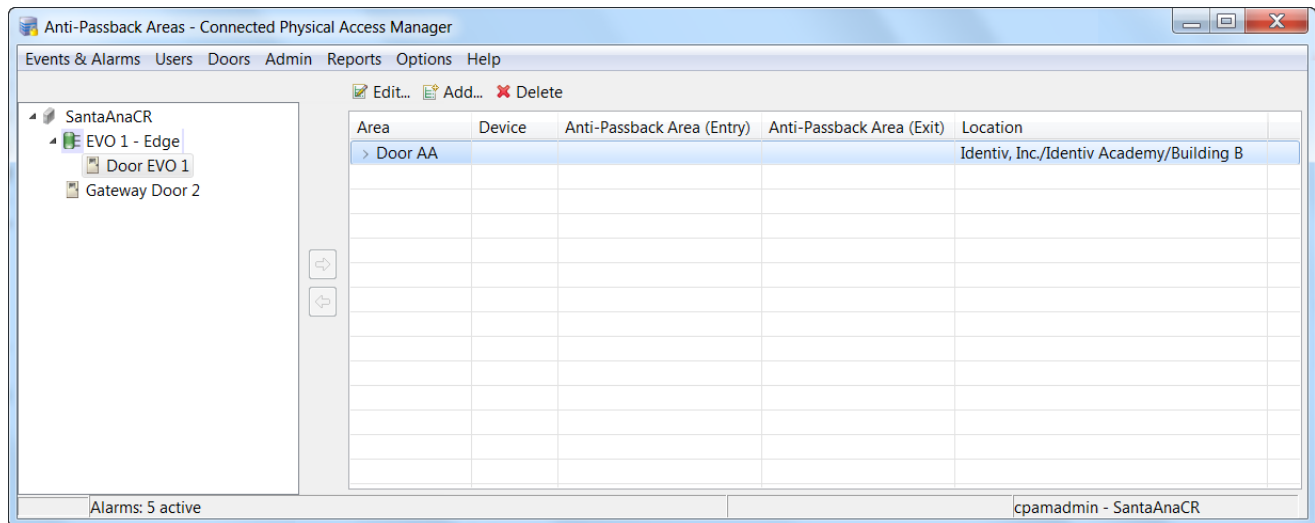 Anti-Passback Areas - Connected Physical Access Manager
Events & Alarms Users Doors Admin Reports Options Help
Edit... Add... Delete
SantaAnaCR
EVO 1 - Edge
Door EVO 1
Gateway Door 2
Area Device Anti-Passback Area (Entry) Anti-Passback Area (Exit) Location
Door AA Identiv, Inc./Identiv Academy/Building B
Alarms: 5 active cpamadmin - SantaAnaCR